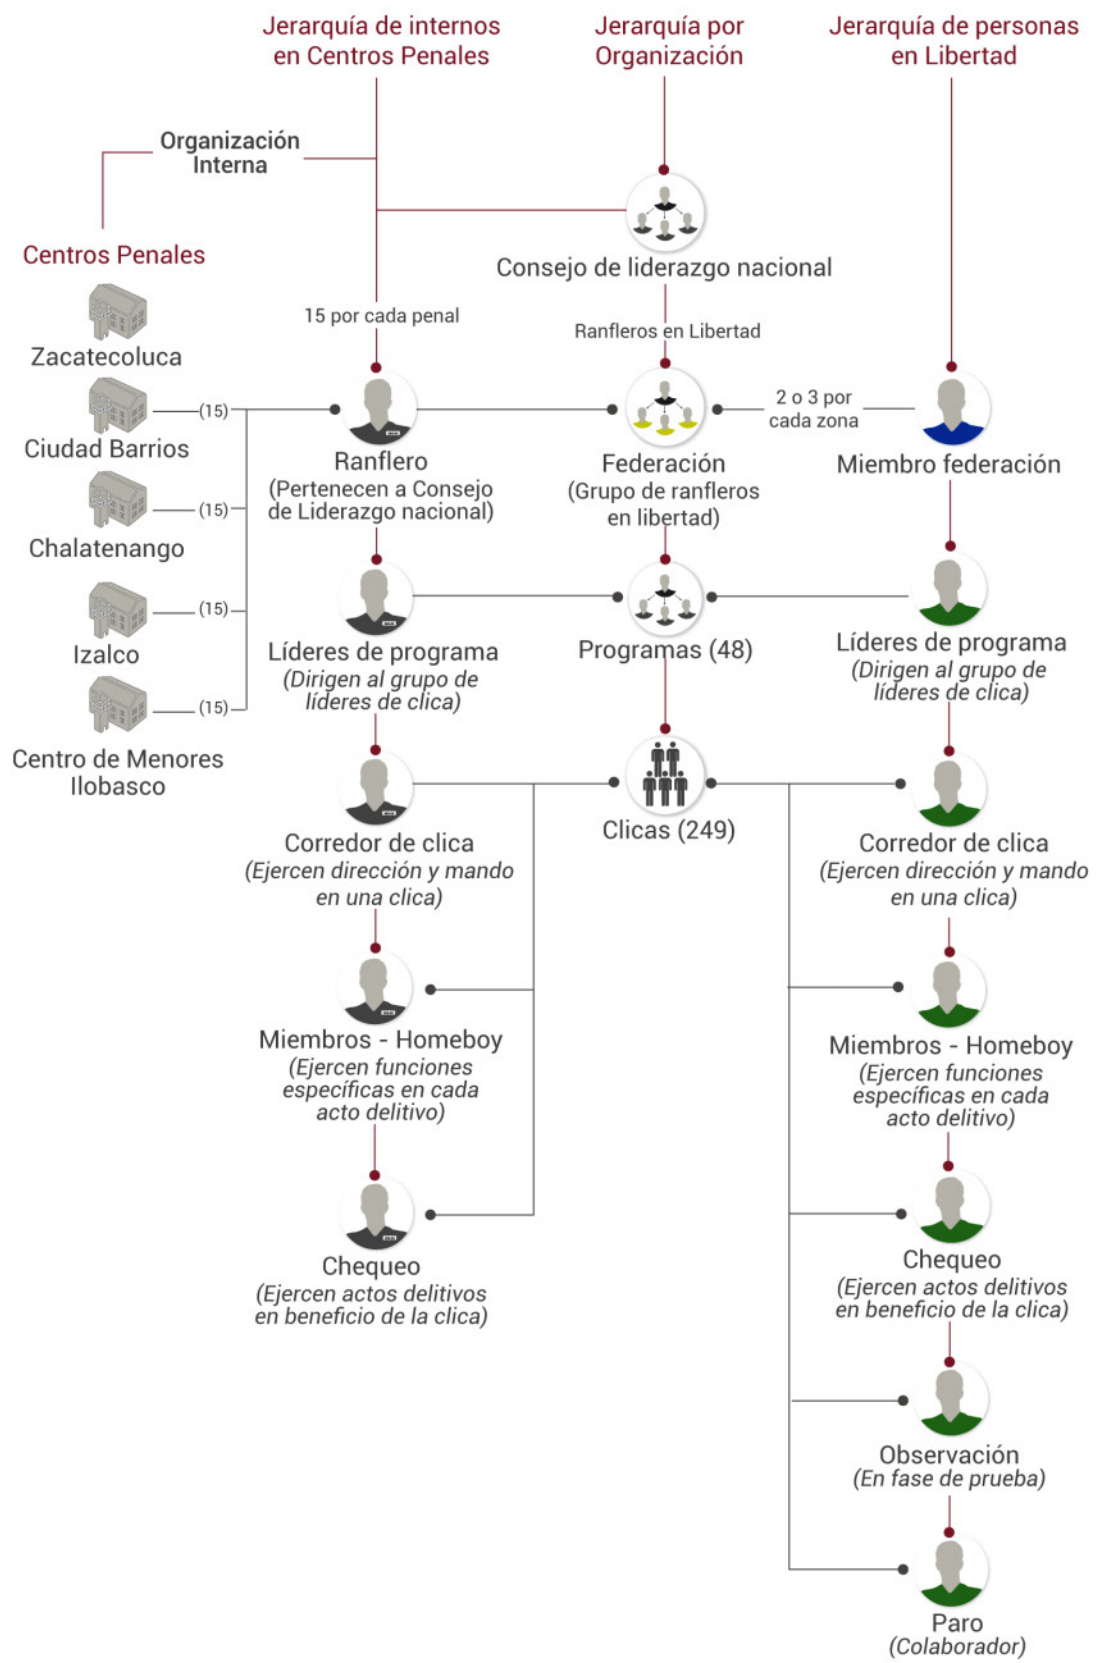 Jerarquía de internos
en Centros Penales
Jerarquía por
Organización
Jerarquía de personas
en Libertad
Organización
Interna
Centros Penales
Zacatecoluca
Ciudad Barrios
(15)
Chalatenango
(15)
Izalco
(15)
Centro de Menores
Ilobasco
(15)
15 por cada penal
Ranflero
(Pertenecen a Consejo
de Liderazgo nacional)
Líderes de programa
(Dirigen al grupo de
líderes de clica)
Corredor de clica
(Ejercen dirección y mando
en una clica)
Miembros - Homeboy
(Ejercen funciones
específicas en cada
acto delitivo)
Chequeo
(Ejercen actos delitivos
en beneficio de la clica)
Consejo de liderazgo nacional
Ranfleros en Libertad
Federación
(Grupo de ranfleros
en libertad)
Programas (48)
Clicas (249)
2 o 3 por
cada zona
Miembro federación
Líderes de programa
(Dirigen al grupo de
líderes de clica)
Corredor de clica
(Ejercen dirección y mando
en una clica)
Miembros - Homeboy
(Ejercen funciones
específicas en cada
acto delitivo)
Chequeo
(Ejercen actos delitivos
en beneficio de la clica)
Observación
(En fase de prueba)
Paro
(Colaborador)